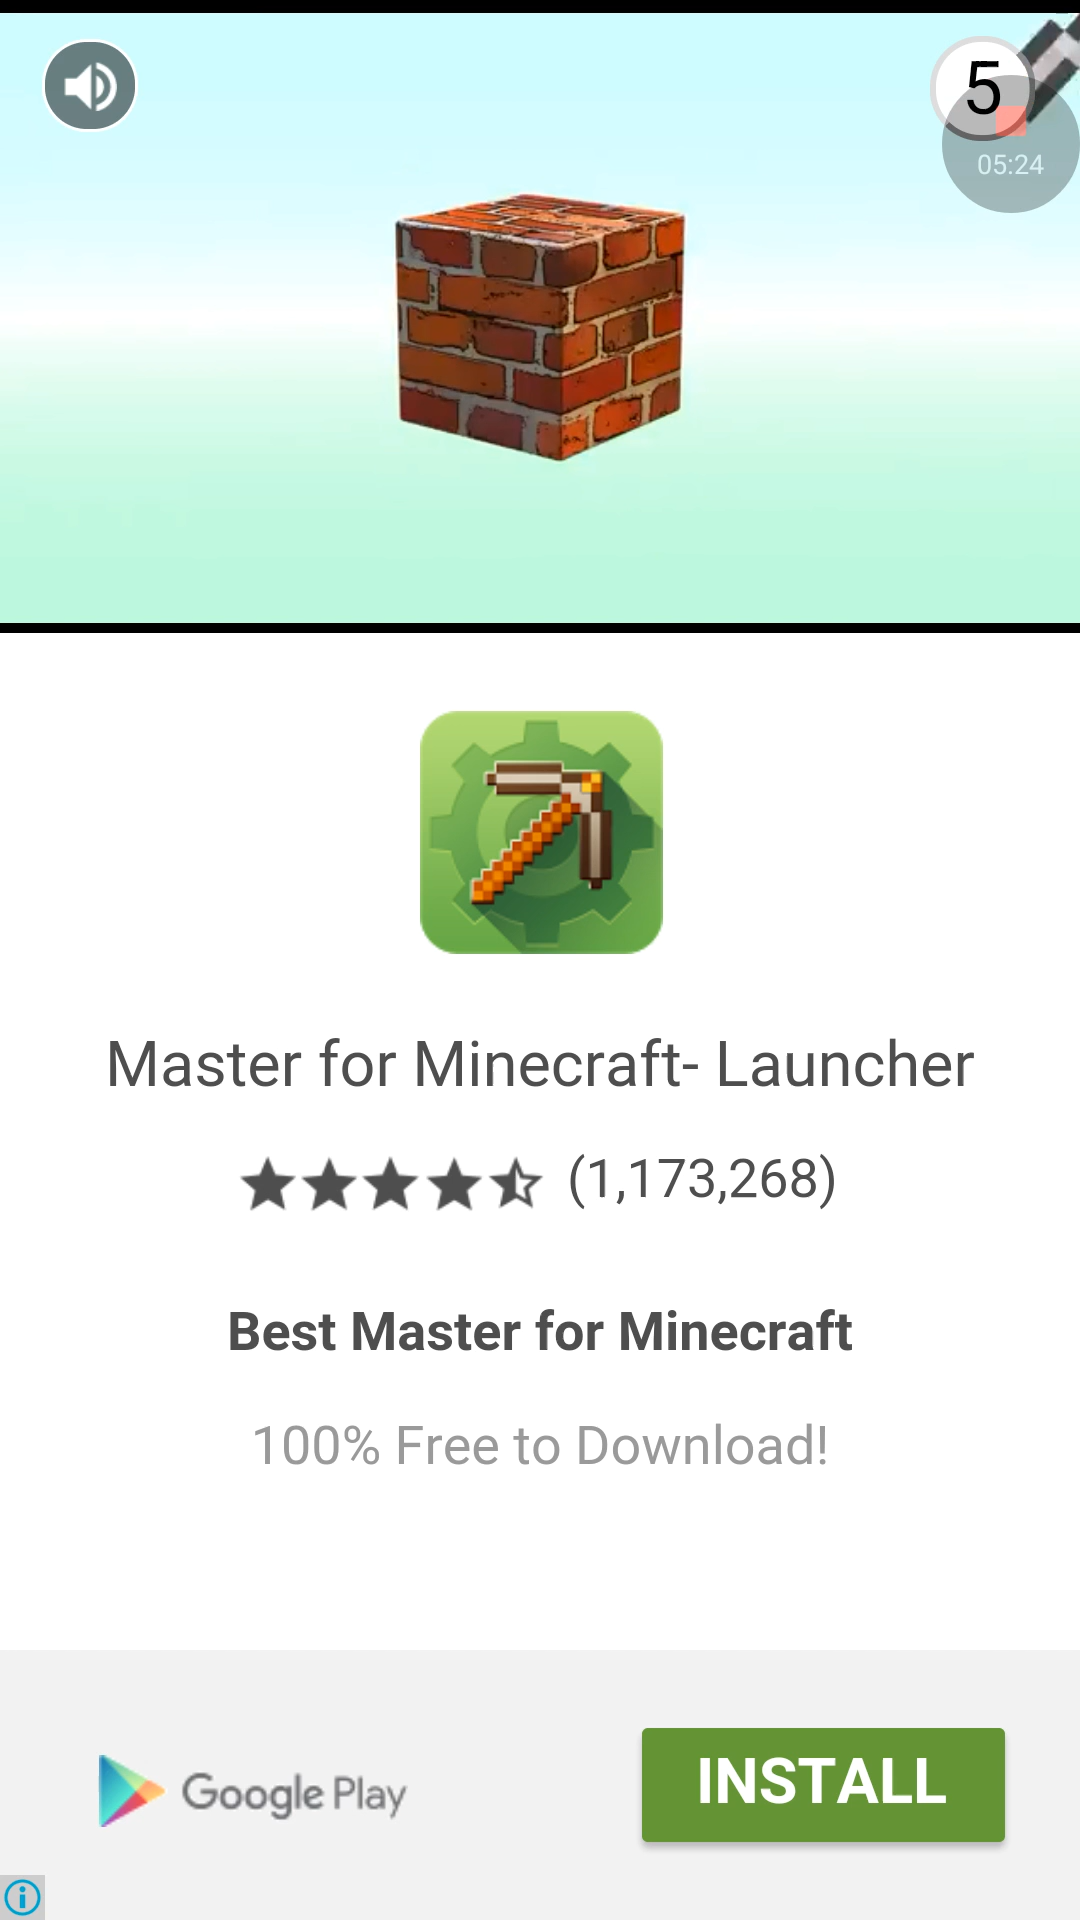 5
05:24
Master for Minecraft- Launcher
(1,173,268)
Best Master for Minecraft
100% Free to Download!
Google Play
INSTALL